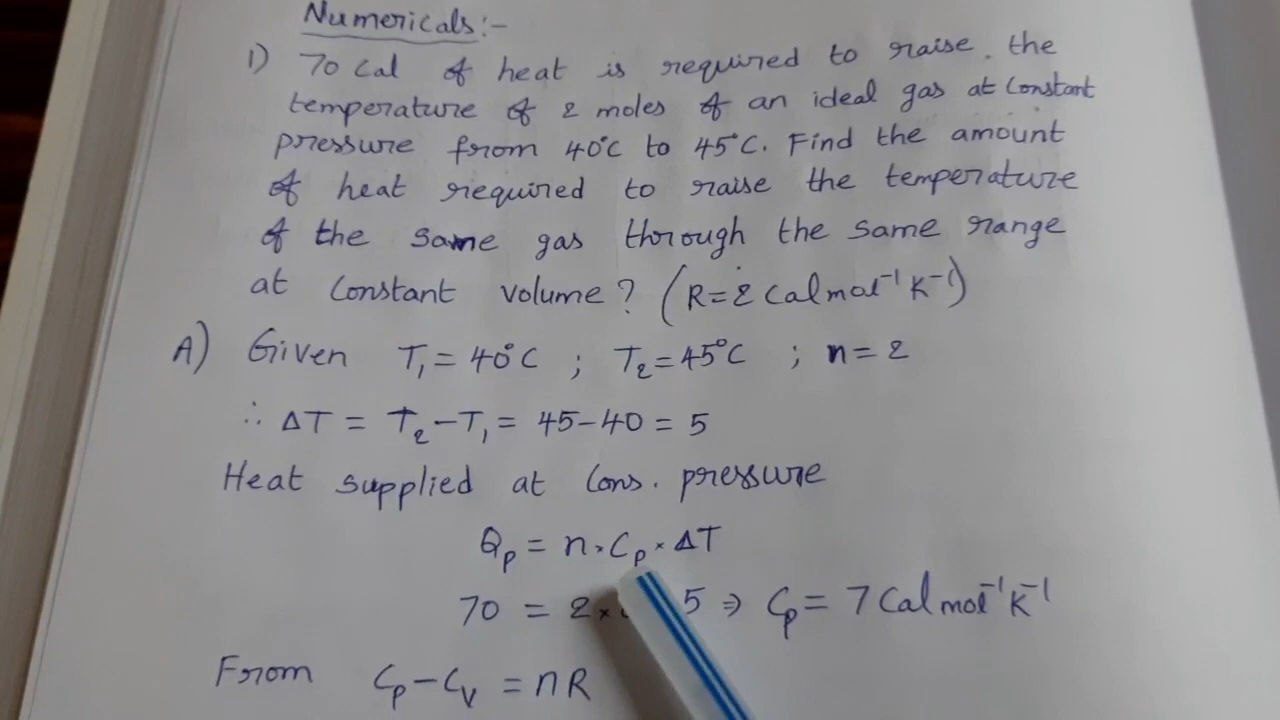 Numericals:-
1) 70 Cal of heat is required to raise the
temperature of 2 moles of an ideal gas at constant
pressure from 40°C to 45°C. Find the amount
of heat required to raise the temperature
of the same gas through the same range
at constant volume? (R=2 Cal mol⁻¹ K⁻¹)
A) Given T₁ = 40°C ; T₂ = 45°C ; n = 2
∴ ΔT = T₂ - T₁ = 45-40 = 5
Heat supplied at Cons. pressure
Qp = n × Cp × ΔT
70 = 2 × 5 ⇒ Cp = 7 Cal mol⁻¹ K⁻¹
From Cp - Cv = nR